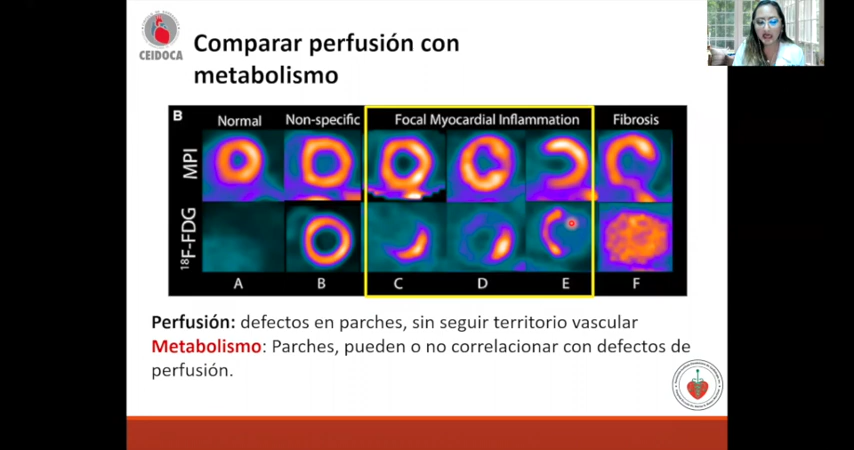 CEIDOCA
Comparar perfusión con
metabolismo
B
Normal
Non-specific
Focal Myocardial Inflammation
Fibrosis
MPI
18F-FDG
A
B
C
D
E
F
Perfusión: defectos en parches, sin seguir territorio vascular
Metabolismo: Parches, pueden o no correlacionar con defectos de
perfusión.